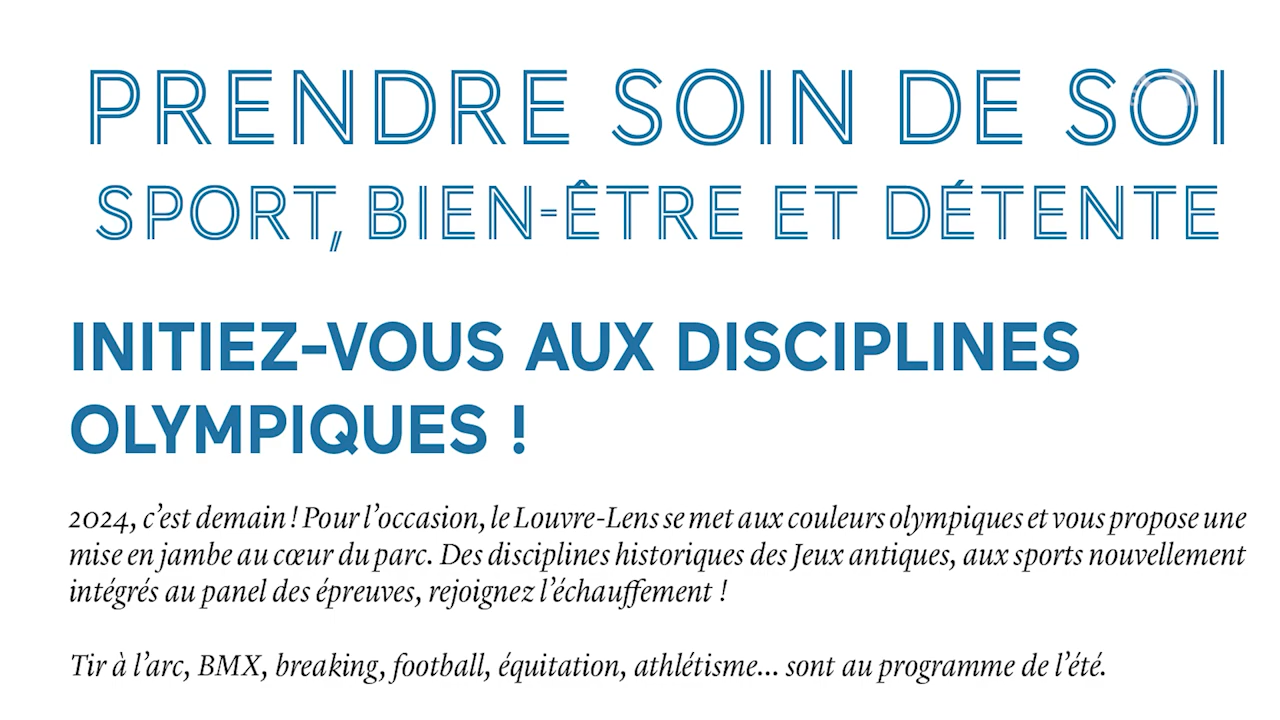 PRENDRE SOIN DE SOI
SPORT, BIEN-ÊTRE ET DÉTENTE
INITIEZ-VOUS AUX DISCIPLINES
OLYMPIQUES !
2024, c’est demain ! Pour l’occasion, le Louvre-Lens se met aux couleurs olympiques et vous propose une
mise en jambe au cœur du parc. Des disciplines historiques des Jeux antiques, aux sports nouvellement
intégrés au panel des épreuves, rejoignez l’échauffement !
Tir à l’arc, BMX, breaking, football, équitation, athlétisme... sont au programme de l’été.